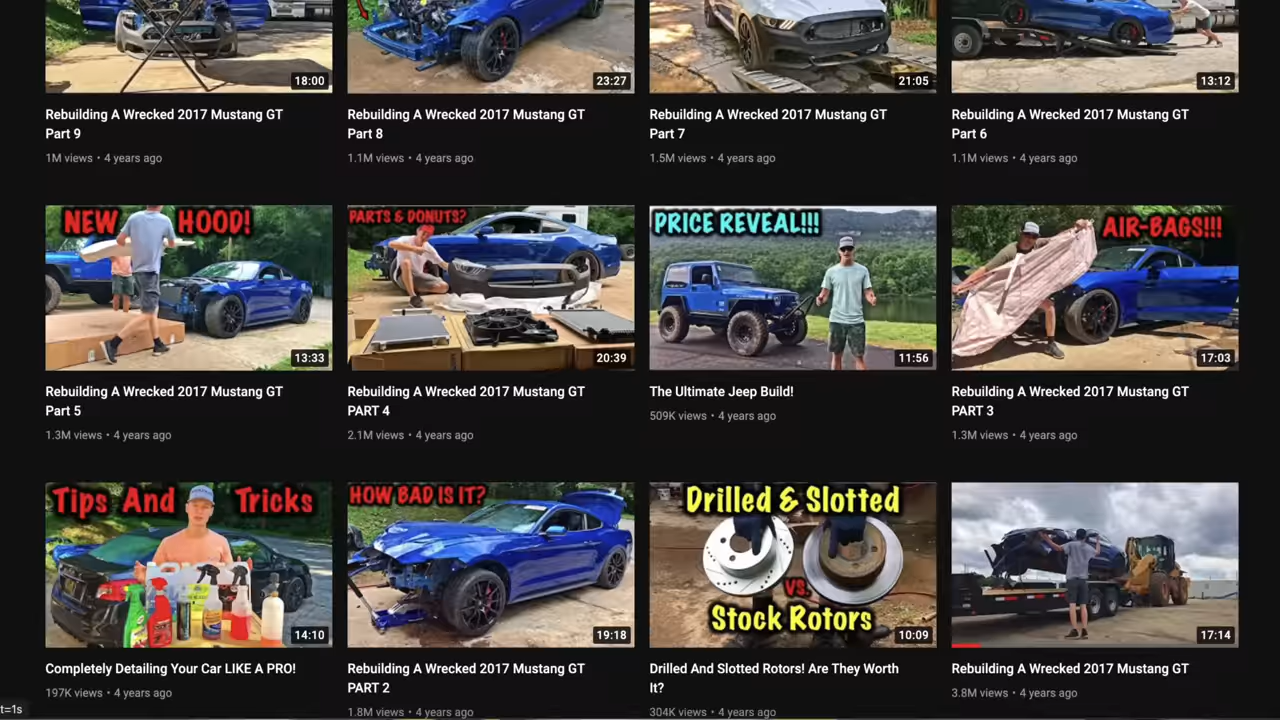 18:00
23:27
21:05
13:12
Rebuilding A Wrecked 2017 Mustang GT
Part 9
1M views • 4 years ago
Rebuilding A Wrecked 2017 Mustang GT
Part 8
1.1M views • 4 years ago
Rebuilding A Wrecked 2017 Mustang GT
Part 7
1.5M views • 4 years ago
Rebuilding A Wrecked 2017 Mustang GT
Part 6
1.1M views • 4 years ago
NEW HOOD!
13:33
PARTS & DONUTS?
20:39
PRICE REVEAL!!!
11:56
AIR-BAGS!!!
17:03
Rebuilding A Wrecked 2017 Mustang GT
Part 5
1.3M views • 4 years ago
Rebuilding A Wrecked 2017 Mustang GT
PART 4
2.1M views • 4 years ago
The Ultimate Jeep Build!
509K views • 4 years ago
Rebuilding A Wrecked 2017 Mustang GT
PART 3
1.3M views • 4 years ago
Tips And Tricks
14:10
HOW BAD IS IT?
19:18
Drilled & Slotted
vs.
Stock Rotors
10:09
17:14
Completely Detailing Your Car LIKE A PRO!
197K views • 4 years ago
Rebuilding A Wrecked 2017 Mustang GT
PART 2
1.8M views • 4 years ago
Drilled And Slotted Rotors! Are They Worth
It?
304K views • 4 years ago
Rebuilding A Wrecked 2017 Mustang GT
3.8M views • 4 years ago
t=1s